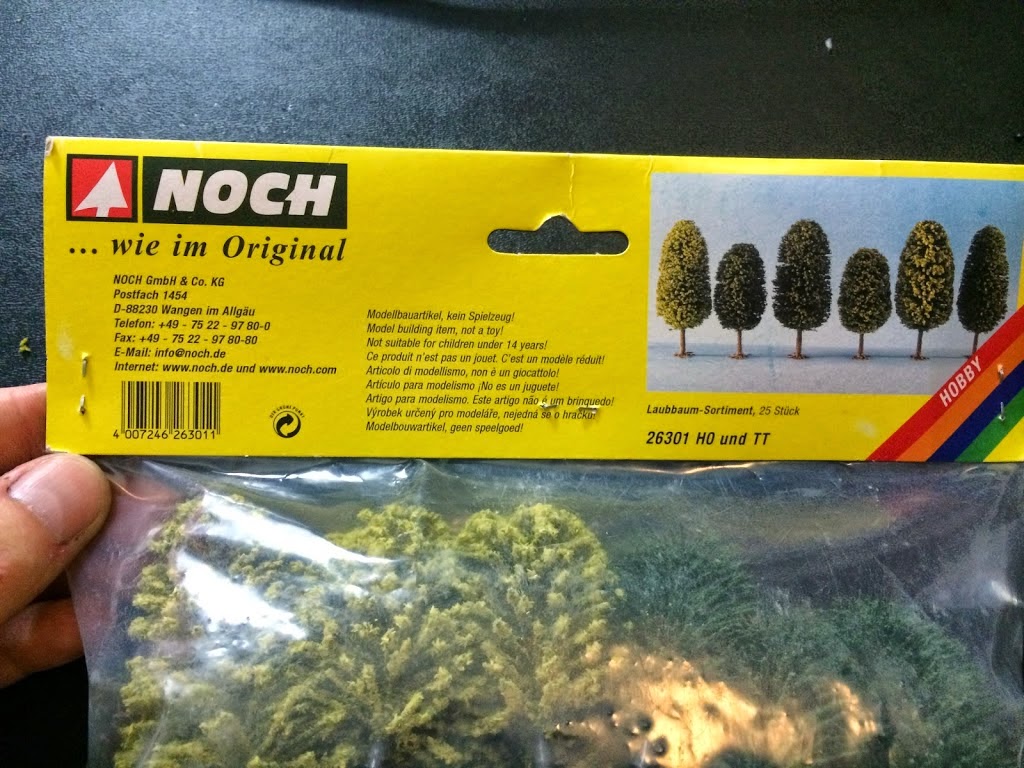 NOCH
... wie im Original
NOCH GmbH & Co. KG
Postfach 1454
D-88230 Wangen im Allgäu
Telefon: +49 - 75 22 - 97 80-0
Fax: +49 - 75 22 - 97 80-80
E-Mail: info@noch.de
Internet: www.noch.de und www.noch.com
4 007246 263011
DER GRÜNE PUNKT
Modellbauartikel, kein Spielzeug!
Model building item, not a toy!
Not suitable for children under 14 years!
Ce produit n'est pas un jouet. C'est un modèle réduit!
Articolo di modellismo, non è un giocattolo!
Artículo para modelismo ¡No es un juguete!
Artigo para modelismo. Este artigo não é um brinquedo!
Výrobek určený pro modeláře, nejedná se o hračku!
Modelbouwartikel, geen speelgoed!
HOBBY
Laubbaum-Sortiment, 25 Stück
26301 H0 und TT